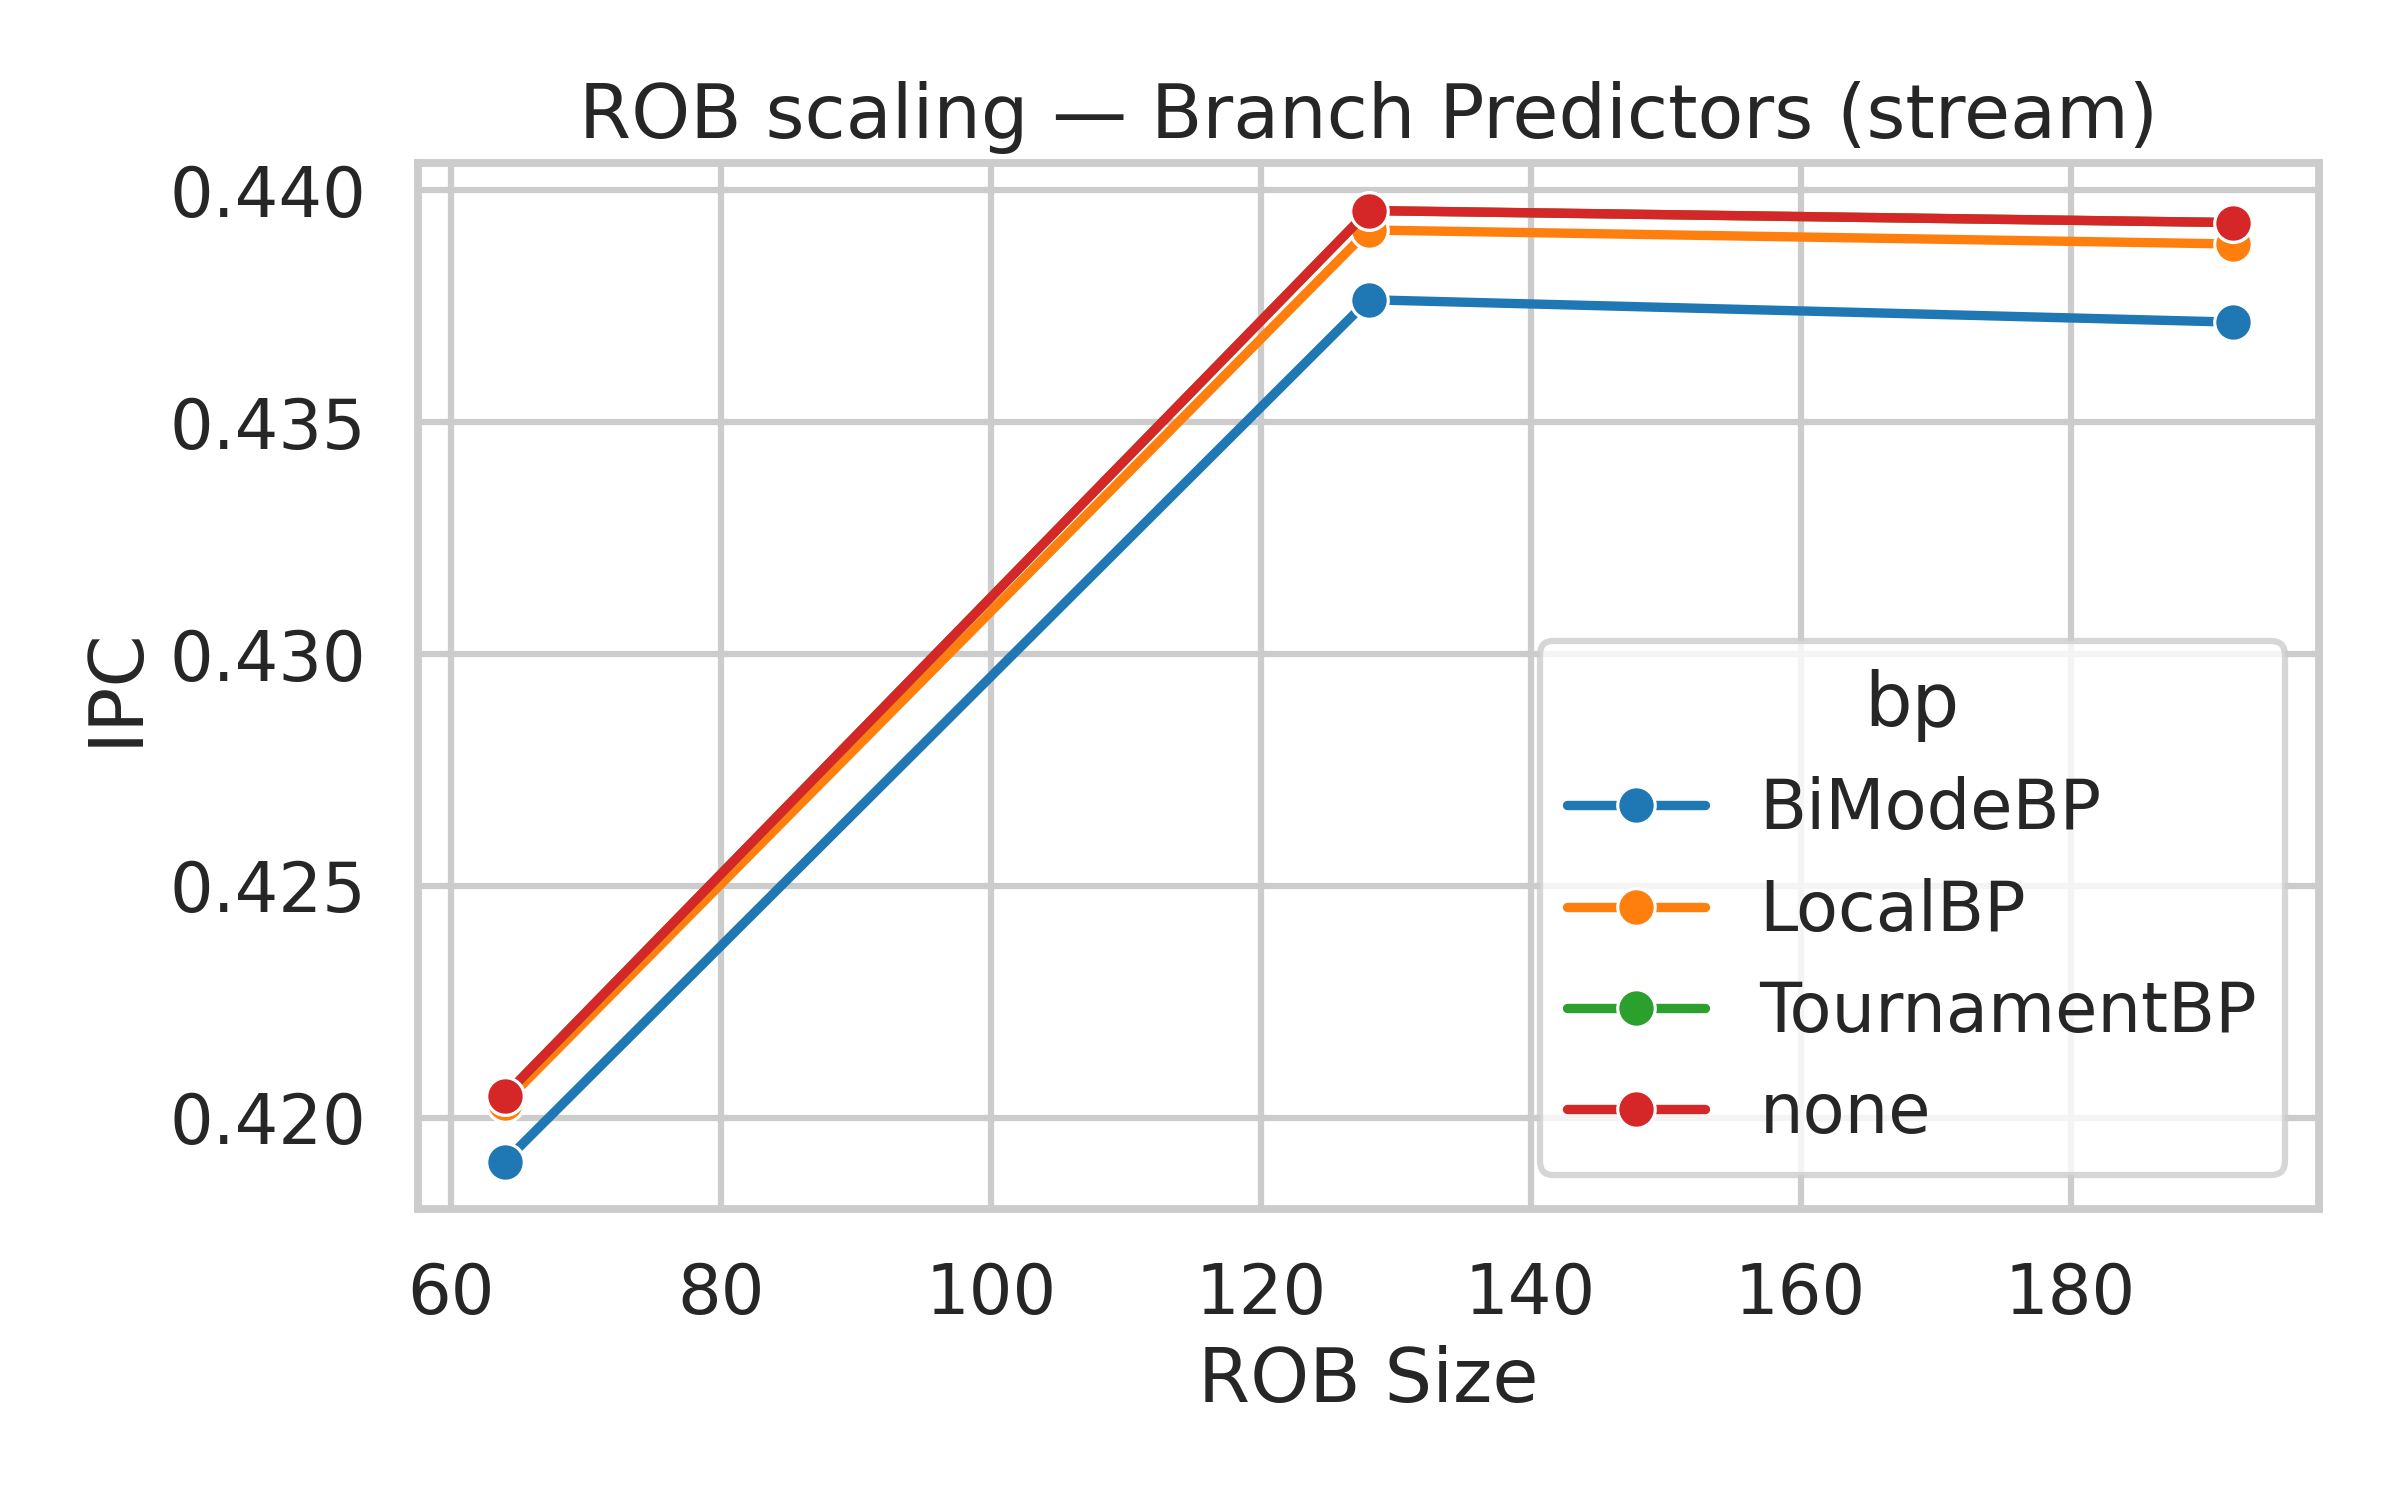 ROB scaling — Branch Predictors (stream)
0.440
0.435
0.430
0.425
0.420
IPC
bp
BiModeBP
LocalBP
TournamentBP
none
60 80 100 120 140 160 180
ROB Size